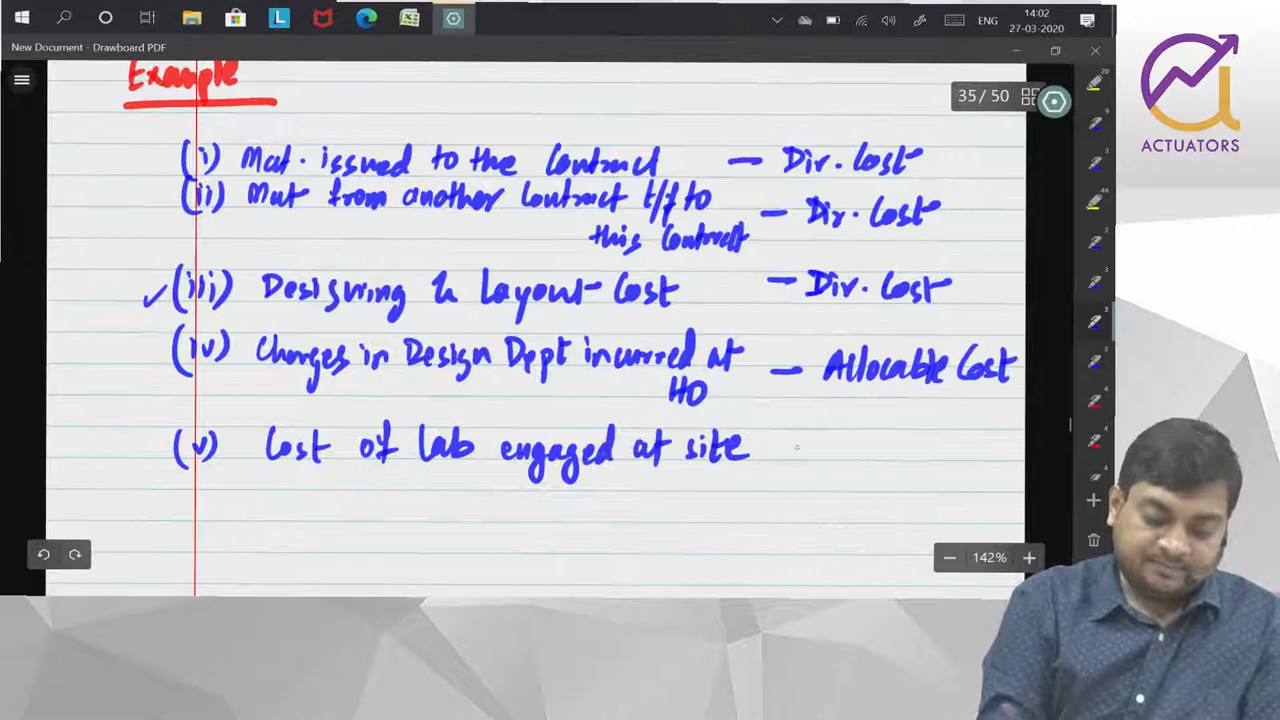 14:02
ENG
27-03-2020
New Document - Drawboard PDF
Example
35 / 50
(i) Mat. issued to the Contract - Dir. Cost
(ii) Mat from another Contract t/f to
this Contract - Dir. Cost
(iii) Designing & Layout Cost - Dir. Cost
(iv) Charges in Design Dept incurred at
HO - Allocable Cost
(v) Cost of lab engaged at site
142%
ACTUATORS